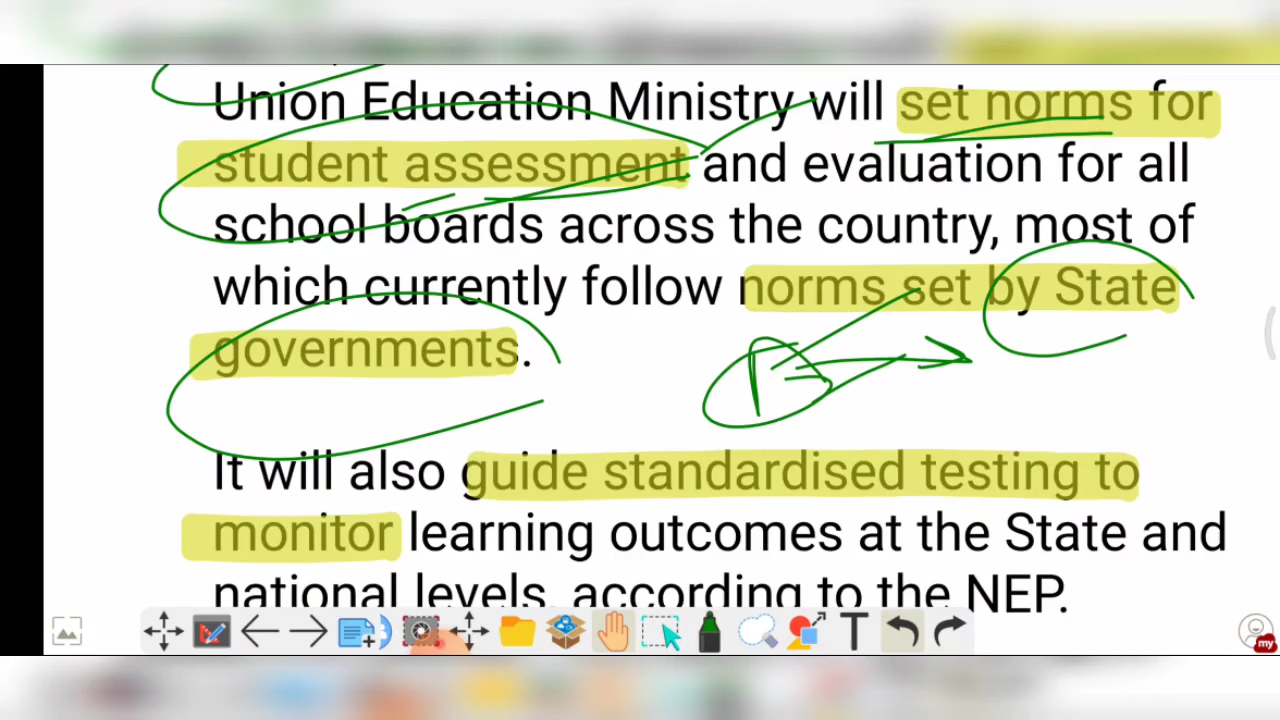 Union Education Ministry will set norms for
student assessment and evaluation for all
school boards across the country, most of
which currently follow norms set by State
governments.
It will also guide standardised testing to
monitor learning outcomes at the State and
national levels, according to the NEP.
T
my